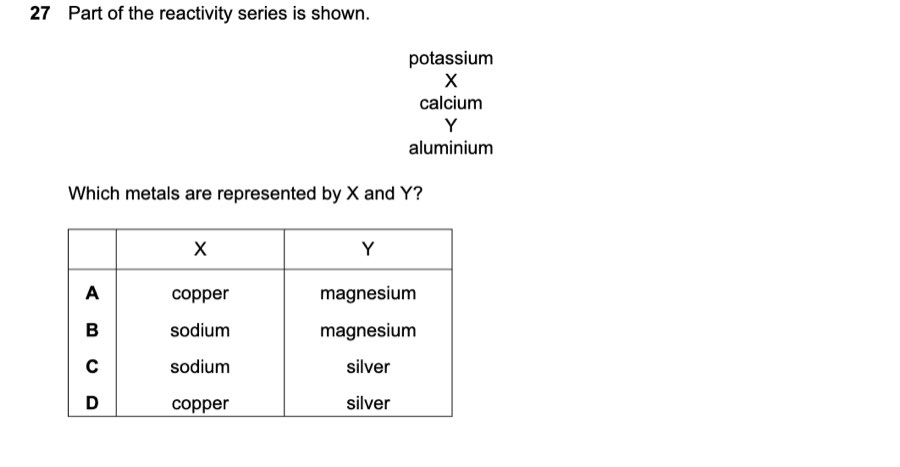 27 Part of the reactivity series is shown.
potassium
X
calcium
Y
aluminium
Which metals are represented by X and Y?
X Y
A copper magnesium
B sodium magnesium
C sodium silver
D copper silver